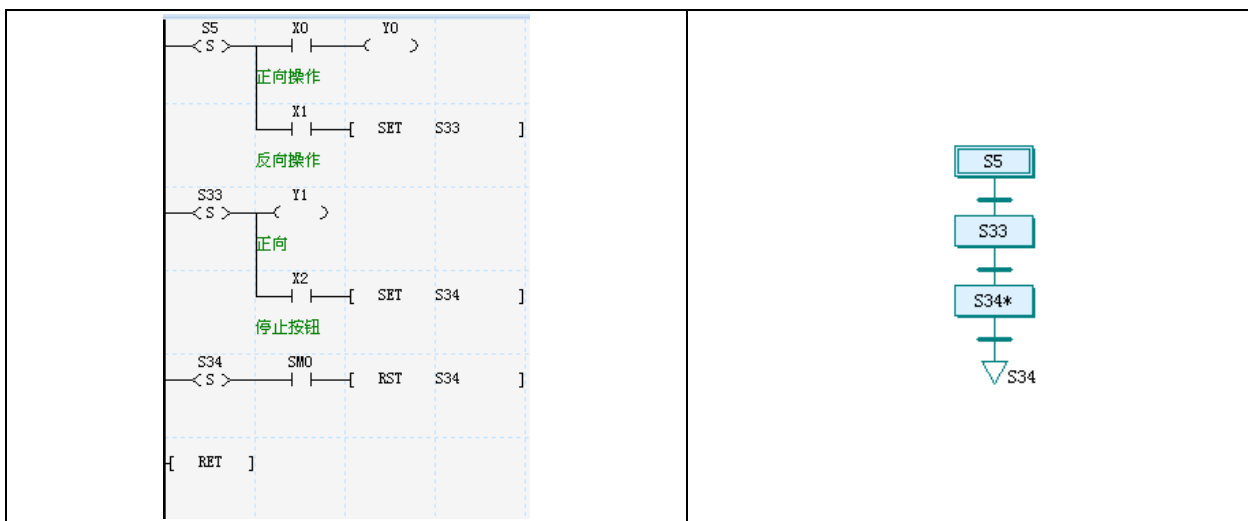 S5 X0 Y0
S
正向操作
X1
SET S33
反向操作
S33 Y1
S
正向
X2
SET S34
停止按钮
S34 SM0
S RST S34
RET
S5
S33
S34*
S34